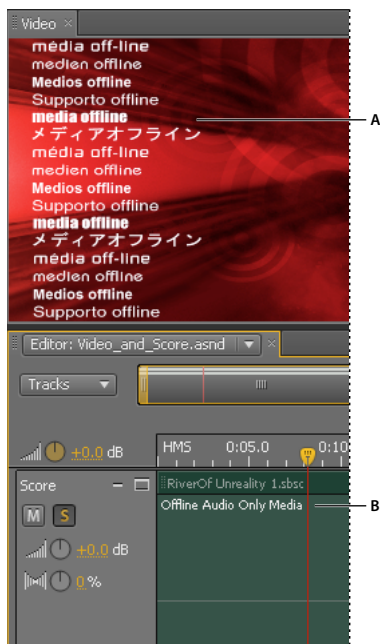 Video
média off-line
medien offline
Medios offline
Supporto offline
media offline
メディアオフライン
média off-line
medien offline
Medios offline
Supporto offline
media offline
メディアオフライン
média off-line
medien offline
Medios offline
Supporto offline
A
Editor: Video_and_Score.asnd
Tracks
+0.0 dB
HMS 0:05.0 0:10
Score
RiverOf Unreality 1.sbsc
M S
Offline Audio Only Media
B
+0.0 dB
0 %